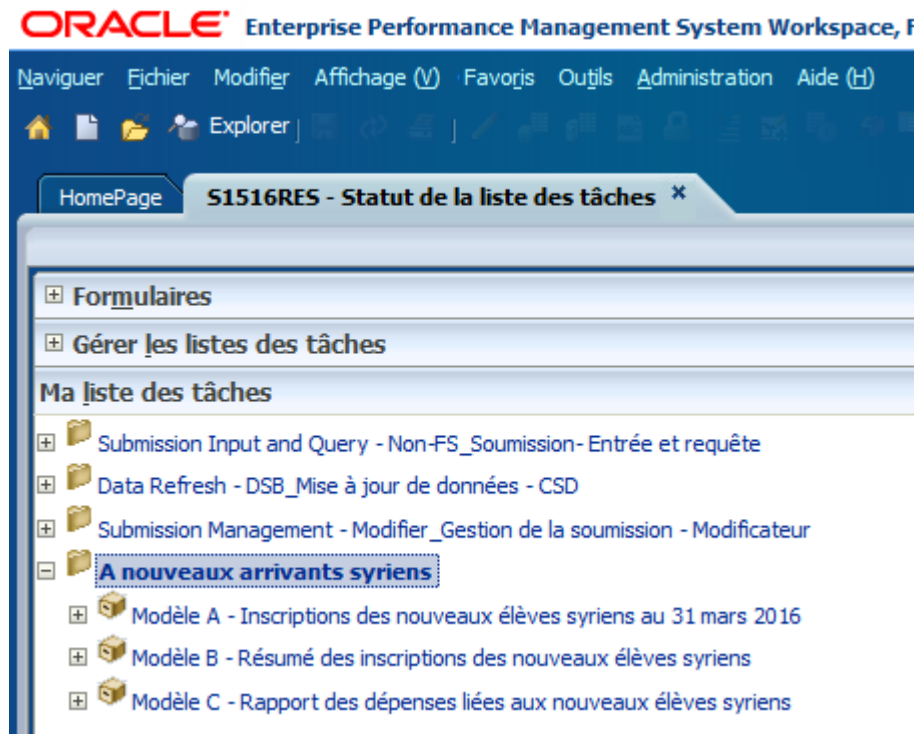 ORACLE Enterprise Performance Management System Workspace,
Naviguer Fichier Modifier Affichage (V) Favoris Outils Administration Aide (H)
Explorer
HomePage S1516RES - Statut de la liste des tâches
Formulaires
Gérer les listes des tâches
Ma liste des tâches
Submission Input and Query - Non-FS_Soumission- Entrée et requête
Data Refresh - DSB_Mise à jour de données - CSD
Submission Management - Modifier_Gestion de la soumission - Modificateur
A nouveaux arrivants syriens
Modèle A - Inscriptions des nouveaux élèves syriens au 31 mars 2016
Modèle B - Résumé des inscriptions des nouveaux élèves syriens
Modèle C - Rapport des dépenses liées aux nouveaux élèves syriens